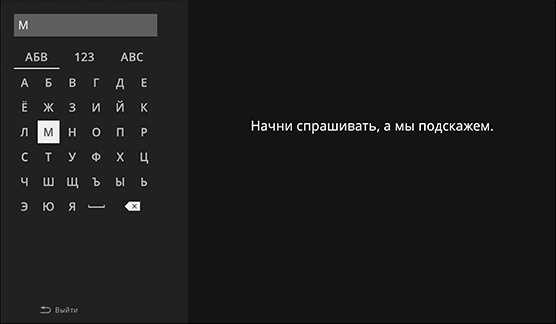 М
АБВ 123 ABC
А Б В Г Д Е
Ё Ж З И Й К
Л М Н О П Р
С Т У Ф Х Ц
Ч Ш Щ Ъ Ы Ь
Э Ю Я
Начни спрашивать, а мы подскажем.
Выйти